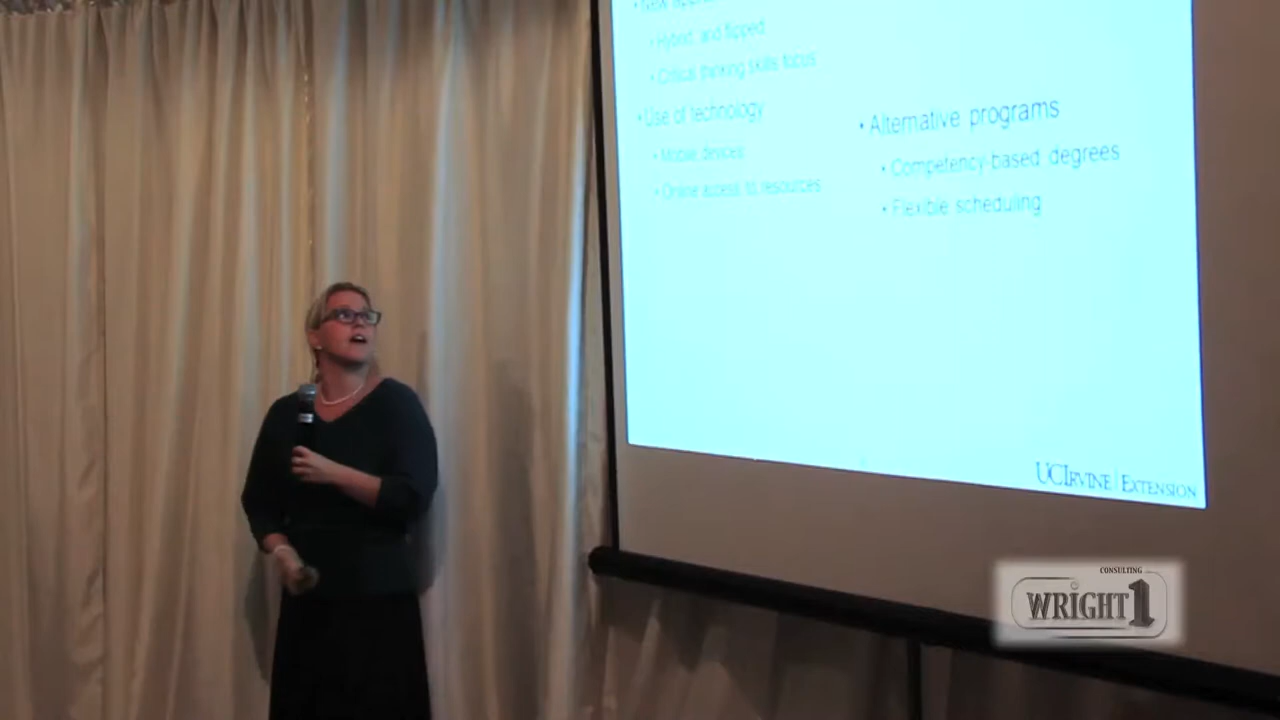 • New
• Hybrid and flipped
• Critical thinking skills focus
• Use of technology
• Mobile devices
• Online access to resources
• Alternative programs
• Competency-based degrees
• Flexible scheduling
UCIRVINE | EXTENSION
CONSULTING
WRIGHT1